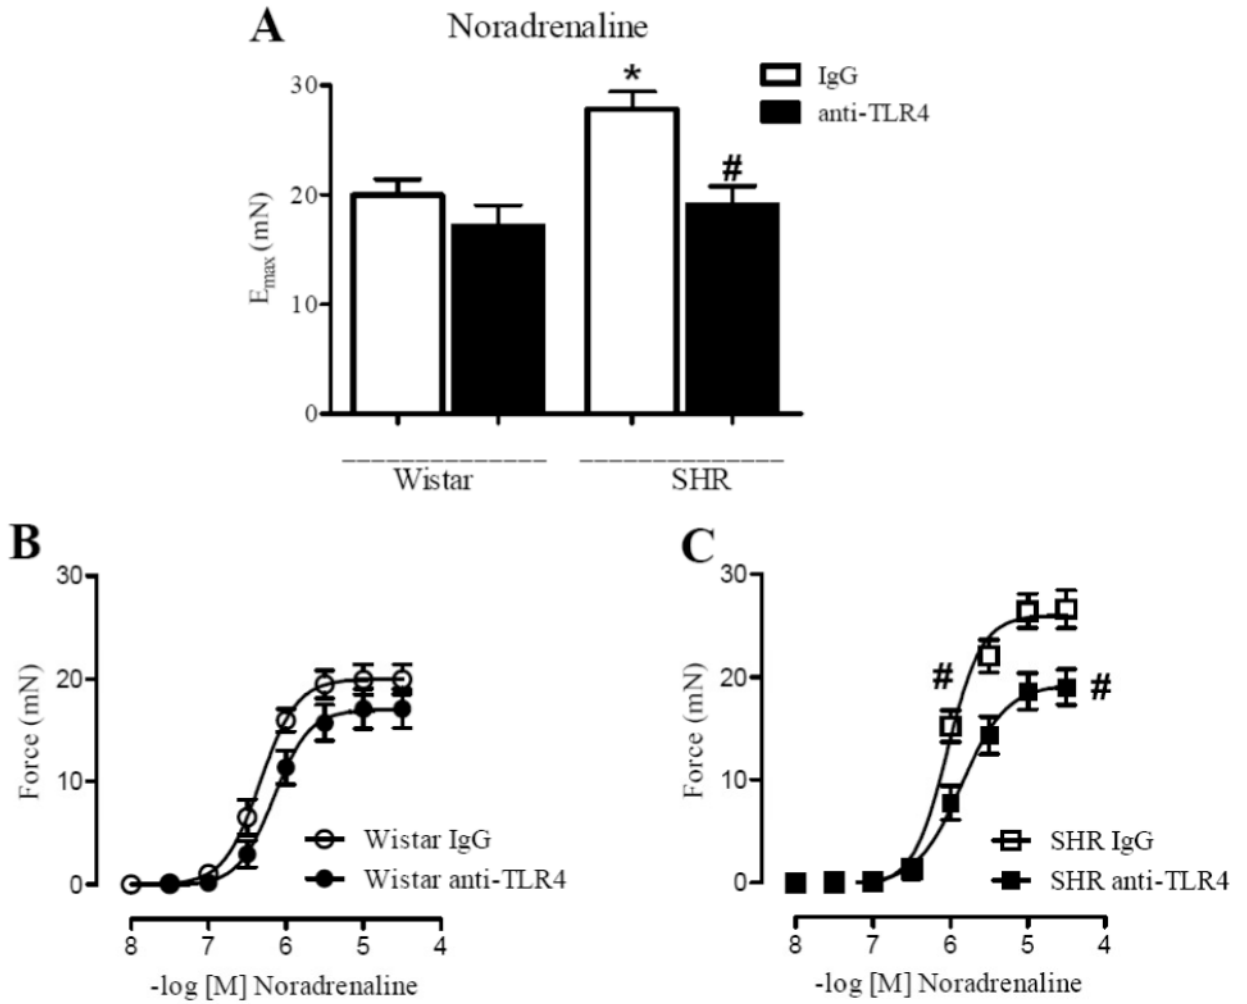 A
Noradrenaline
IgG
anti-TLR4
*
#
30
20
10
0
Emax (mN)
Wistar
SHR
B
30
20
10
0
Force (mN)
Wistar IgG
Wistar anti-TLR4
8 7 6 5 4
-log [M] Noradrenaline
C
30
20
10
0
Force (mN)
#
#
SHR IgG
SHR anti-TLR4
8 7 6 5 4
-log [M] Noradrenaline